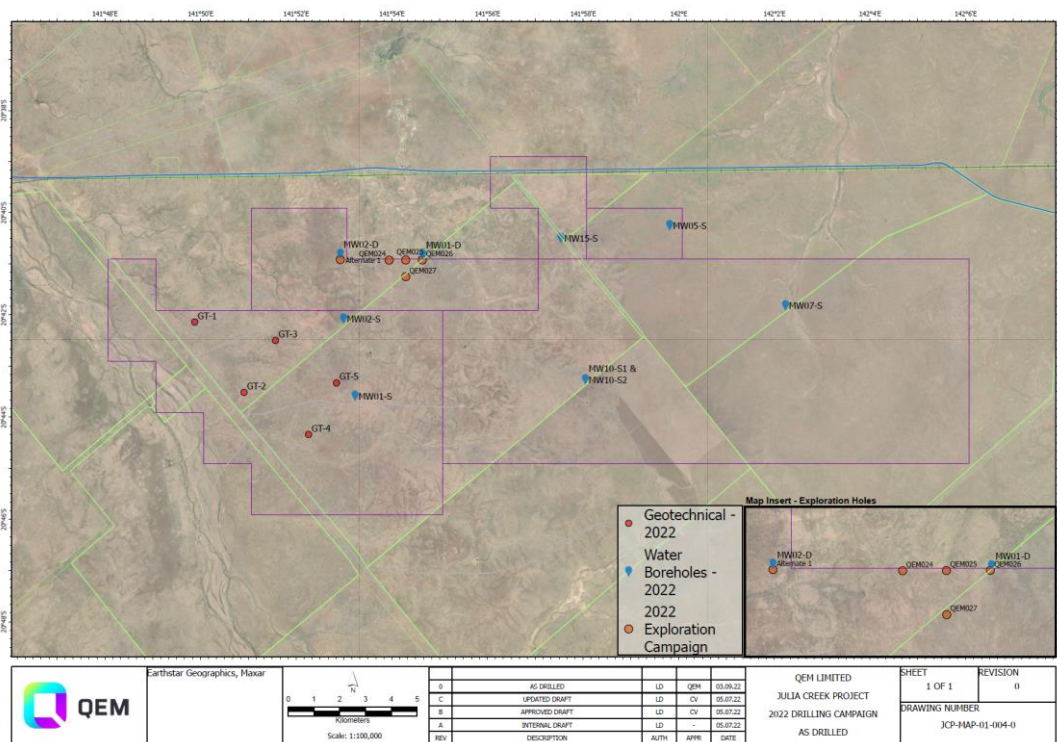 141°48'E 141°50'E 141°52'E 141°54'E 141°56'E 141°58'E 142°E 142°2'E 142°4'E 142°6'E
20°38'S
20°40'S
20°42'S
20°44'S
20°46'S
20°48'S
MW05-S
MW15-S
MW02-D
MW01-D
QEM024
QEM025
QEM026
Alternate 1
QEM027
MW07-S
GT-1
MW02-S
GT-3
MW10-S1 &
MW10-S2
GT-5
GT-2
MW01-S
GT-4
Geotechnical -
2022
Water
Boreholes -
2022
2022
Exploration
Campaign
Map Insert - Exploration Holes
MW02-D
Alternate 1
QEM024
QEM025
MW01-D
QEM026
QEM027
QEM
Earthstar Geographics, Maxar
N
0 1 2 3 4 5
Kilometers
Scale: 1:100,000
0 AS DRILLED LD QEM 03.09.22
C UPDATED DRAFT LD CV 05.07.22
B APPROVED DRAFT LD CV 05.07.22
A INTERNAL DRAFT LD - 05.07.22
REV DESCRIPTION AUTH APPR DATE
QEM LIMITED
JULIA CREEK PROJECT
2022 DRILLING CAMPAIGN
AS DRILLED
SHEET
1 OF 1
REVISION
0
DRAWING NUMBER
JCP-MAP-01-004-0